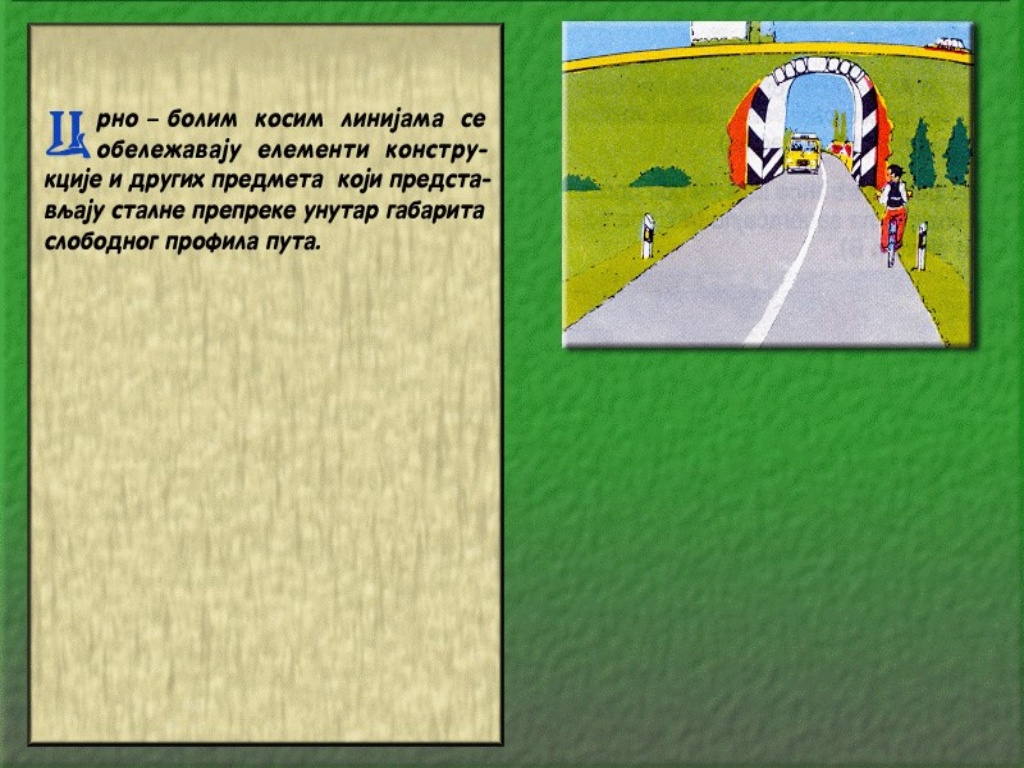 Црно – болим косим линијама се
обележавају елементи констру-
кције и других предмета који предста-
вљају сталне препреке унутар габарита
слободног профила пута.